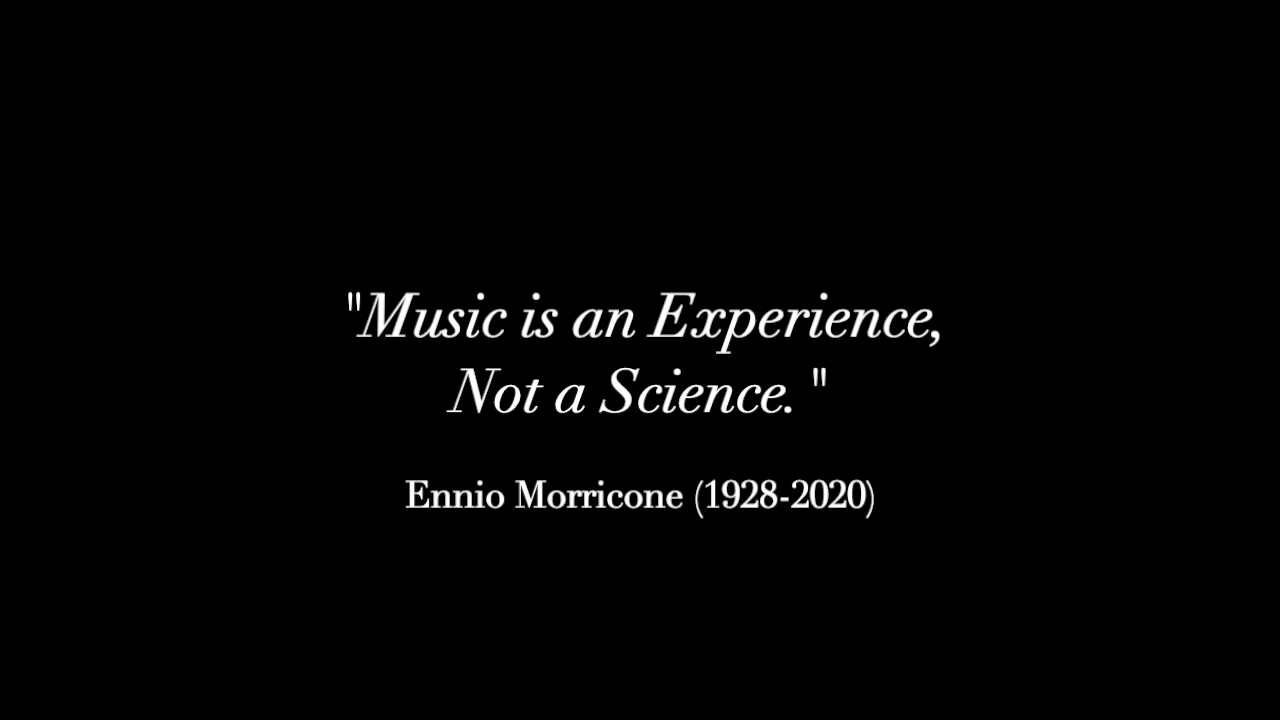 "Music is an Experience,
Not a Science. "
Ennio Morricone (1928-2020)